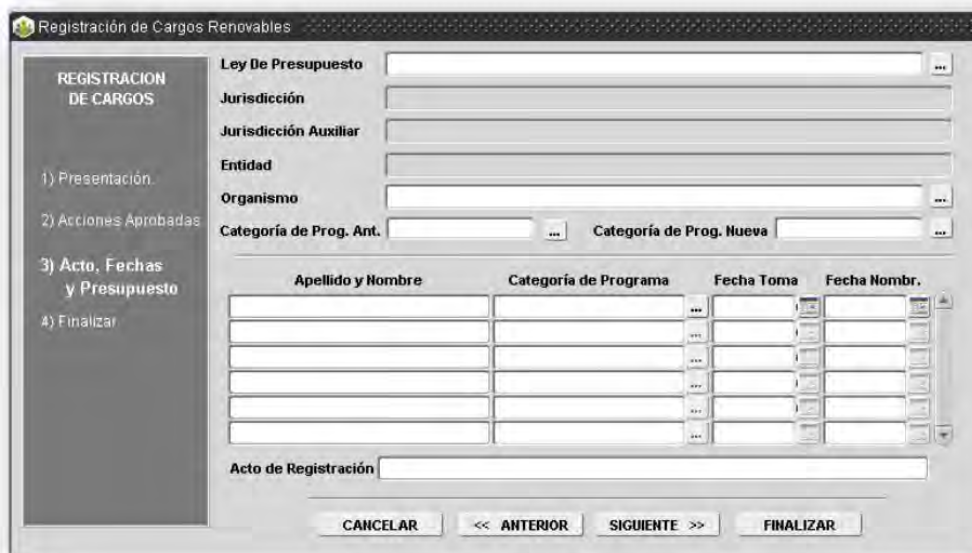 Registración de Cargos Renovables
REGISTRACION
DE CARGOS
1) Presentación
2) Acciones Aprobadas
3) Acto, Fechas
y Presupuesto
4) Finalizar
Ley De Presupuesto ...
Jurisdicción
Jurisdicción Auxiliar
Entidad
Organismo ...
Categoría de Prog. Ant. ... Categoría de Prog. Nueva ...
Apellido y Nombre Categoría de Programa Fecha Toma Fecha Nombr.
...
...
...
...
...
...
Acto de Registración
CANCELAR << ANTERIOR SIGUIENTE >> FINALIZAR